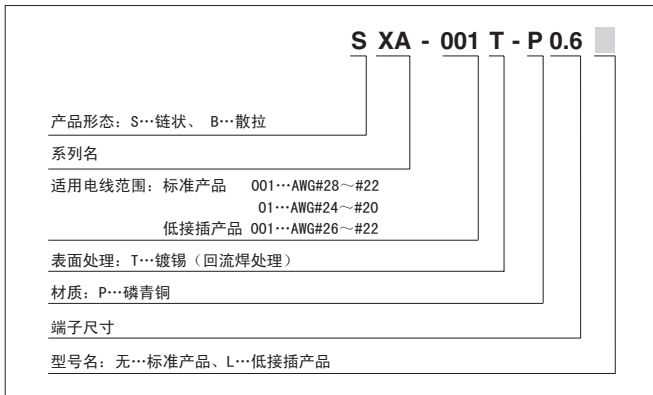 S XA - 001 T - P 0.6
产品形态：S…链状、 B…散拉
系列名
适用电线范围：标准产品 001…AWG#28～#22
01…AWG#24～#20
低接插产品 001…AWG#26～#22
表面处理：T…镀锡（回流焊处理）
材质：P…磷青铜
端子尺寸
型号名：无…标准产品、L…低接插产品